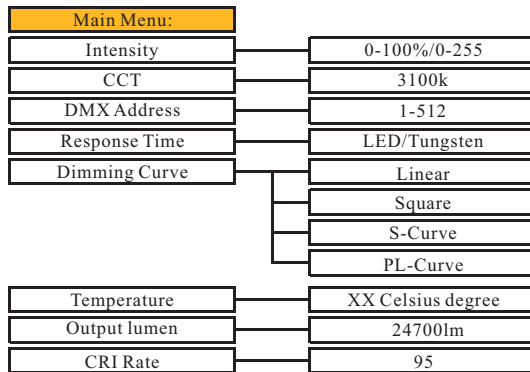 Main Menu:
Intensity 0-100%/0-255
CCT 3100k
DMX Address 1-512
Response Time LED/Tungsten
Dimming Curve Linear
Square
S-Curve
PL-Curve
Temperature XX Celsius degree
Output lumen 24700lm
CRI Rate 95